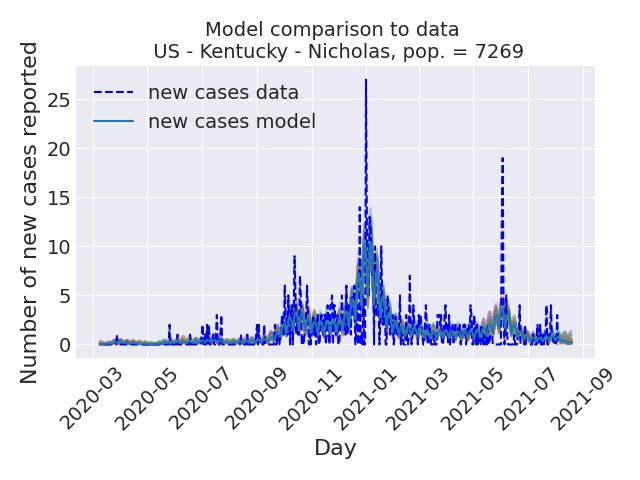 Model comparison to data
US - Kentucky - Nicholas, pop. = 7269
Number of new cases reported
new cases data
new cases model
25
20
15
10
5
0
2020-03
2020-05
2020-07
2020-09
2020-11
2021-01
2021-03
2021-05
2021-07
2021-09
Day